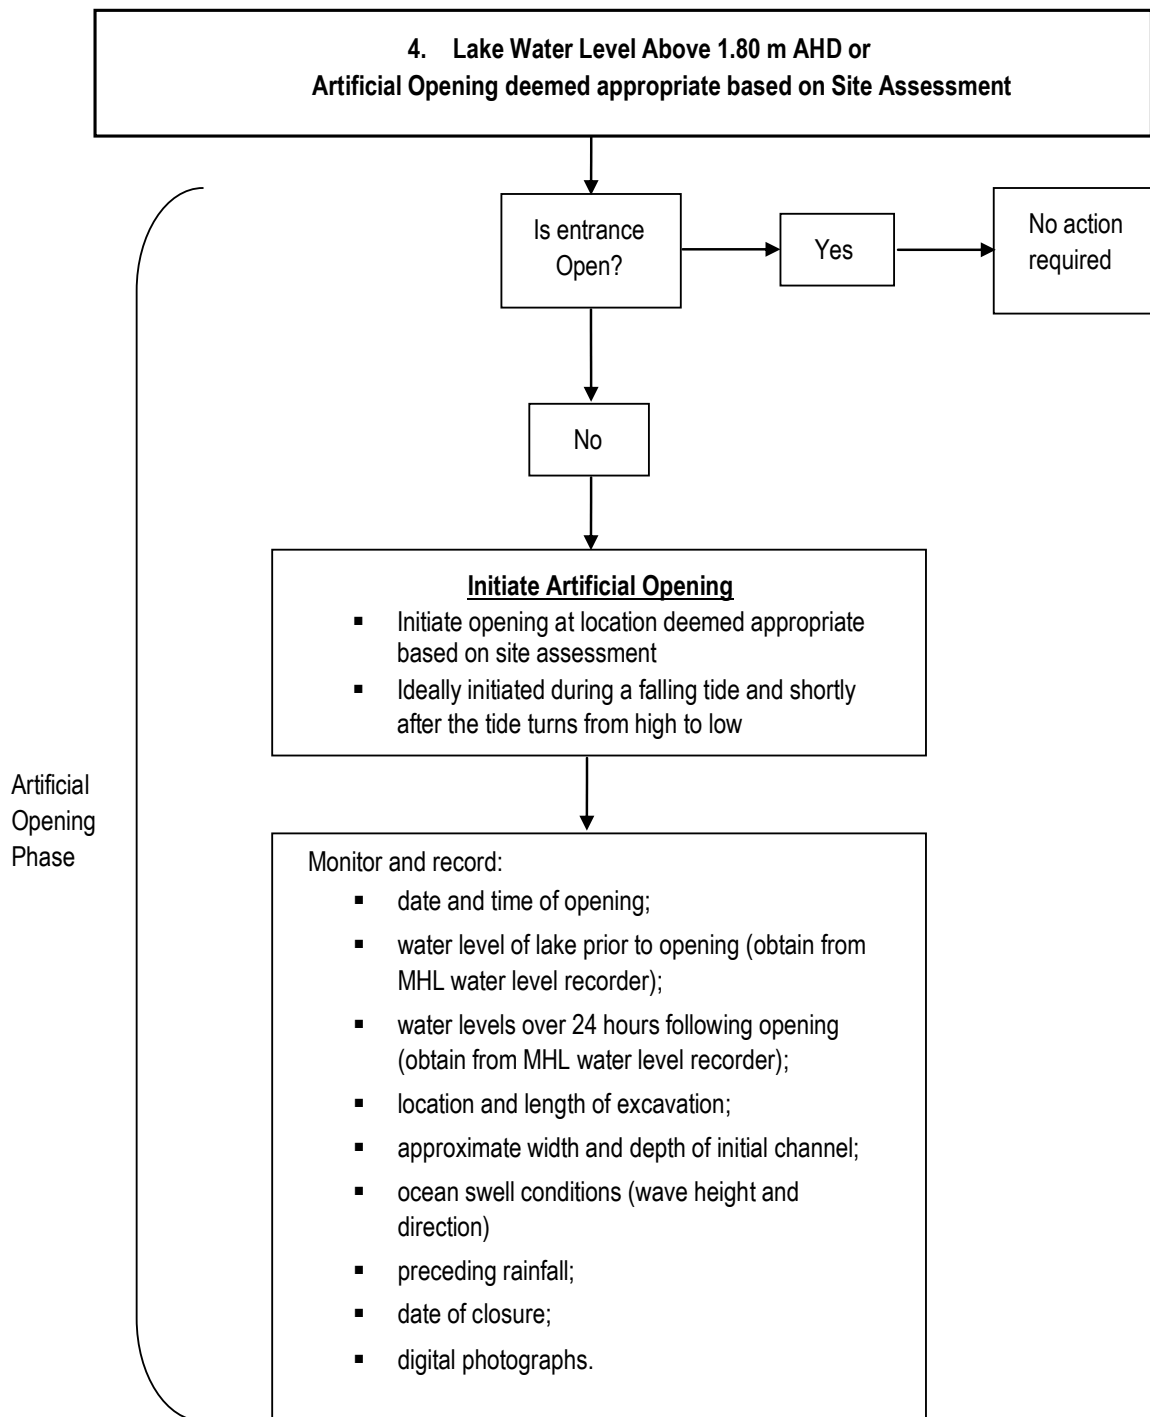 4. Lake Water Level Above 1.80 m AHD or
Artificial Opening deemed appropriate based on Site Assessment
Is entrance
Open?
Yes
No action
required
No
Initiate Artificial Opening
▪ Initiate opening at location deemed appropriate
based on site assessment
▪ Ideally initiated during a falling tide and shortly
after the tide turns from high to low
Artificial
Opening
Phase
Monitor and record:
▪ date and time of opening;
▪ water level of lake prior to opening (obtain from
MHL water level recorder);
▪ water levels over 24 hours following opening
(obtain from MHL water level recorder);
▪ location and length of excavation;
▪ approximate width and depth of initial channel;
▪ ocean swell conditions (wave height and
direction)
▪ preceding rainfall;
▪ date of closure;
▪ digital photographs.